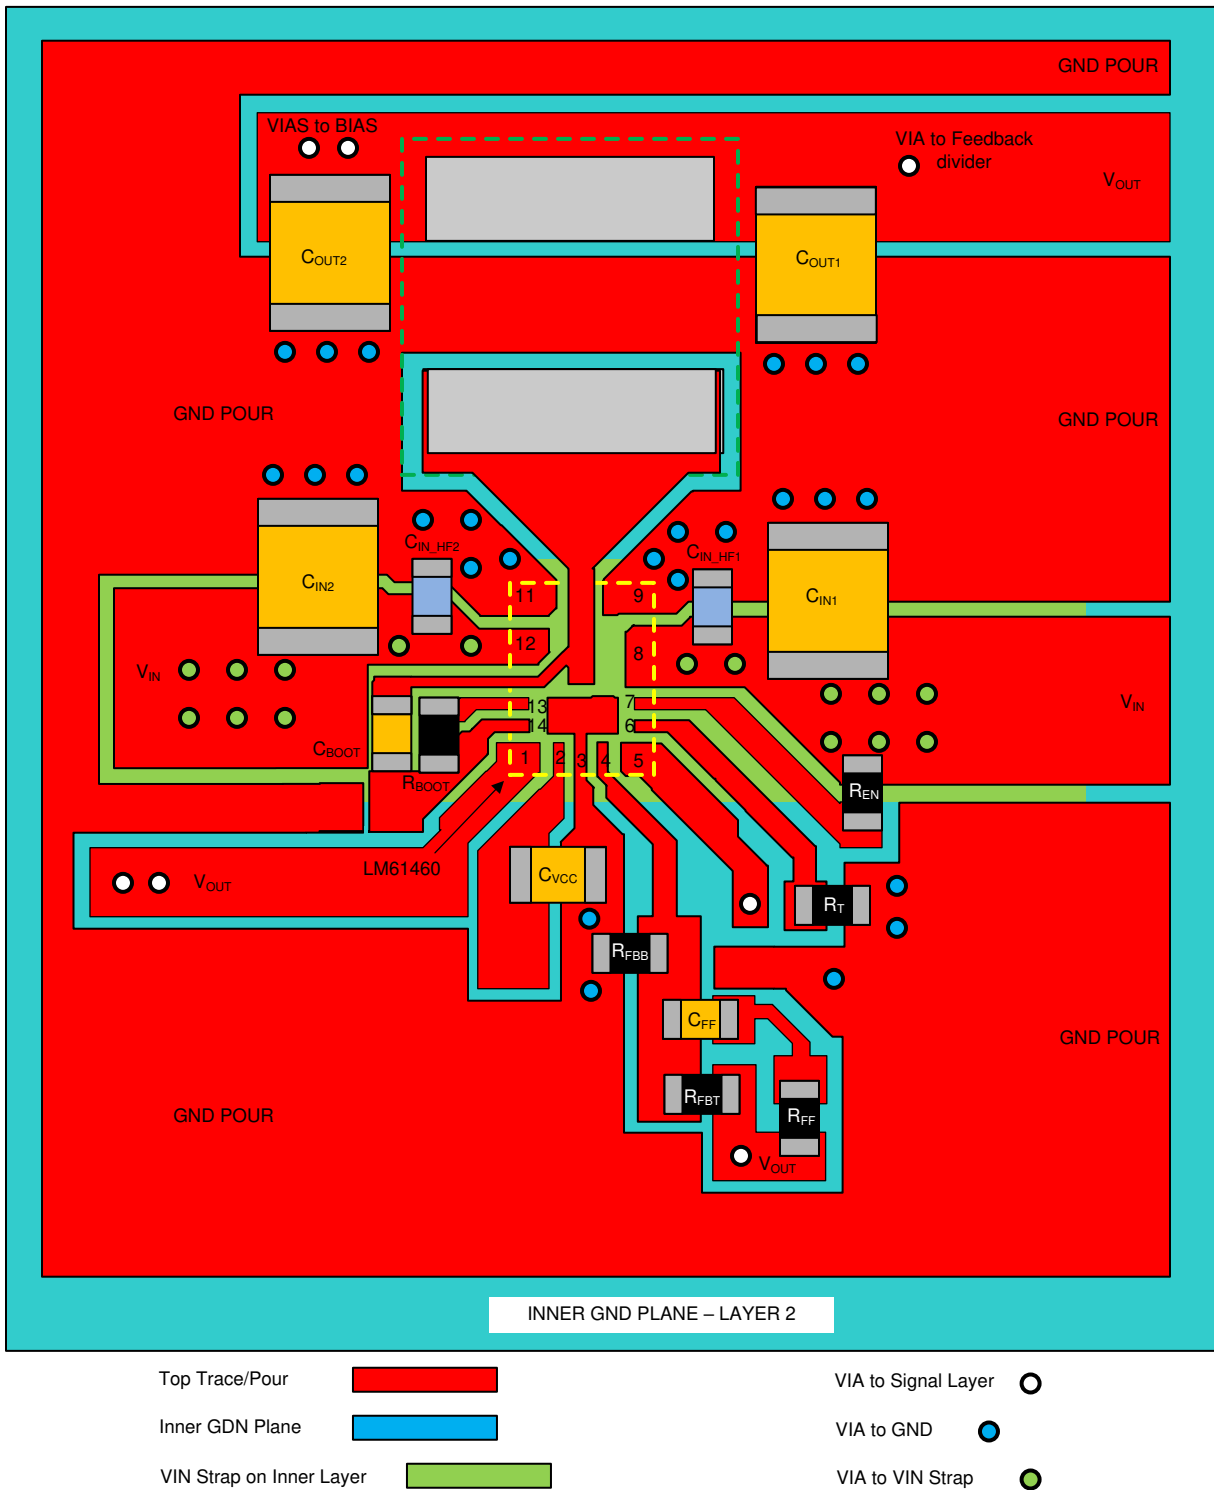 GND POUR
VIAS to BIAS
VIA to Feedback
divider
VOUT
COUT2
COUT1
GND POUR
GND POUR
CIN_HF2
CIN_HF1
CIN2
CIN1
11
9
12
8
VIN
VIN
13
7
14
6
CBOOT
RBOOT
1
2
3
4
5
REN
LM61460
VOUT
CVCC
RT
RFBB
CFF
GND POUR
RFBT
RFF
GND POUR
VOUT
INNER GND PLANE – LAYER 2
Top Trace/Pour
VIA to Signal Layer
Inner GDN Plane
VIA to GND
VIN Strap on Inner Layer
VIA to VIN Strap